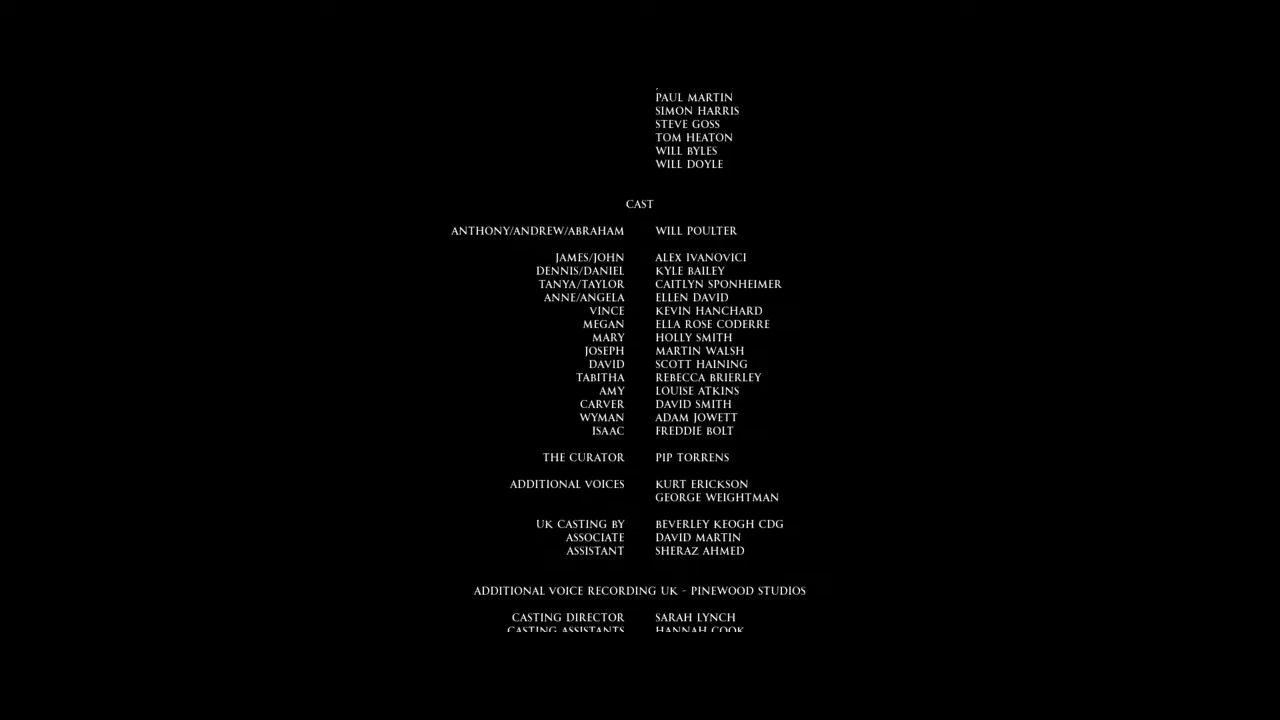 PAUL MARTIN
SIMON HARRIS
STEVE GOSS
TOM HEATON
WILL BYLES
WILL DOYLE
CAST
ANTHONY/ANDREW/ABRAHAM WILL POULTER
JAMES/JOHN ALEX IVANOVICI
DENNIS/DANIEL KYLE BAILEY
TANYA/TAYLOR CAITLYN SPONHEIMER
ANNE/ANGELA ELLEN DAVID
VINCE KEVIN HANCHARD
MEGAN ELLA ROSE CODERRE
MARY HOLLY SMITH
JOSEPH MARTIN WALSH
DAVID SCOTT HAINING
TABITHA REBECCA BRIERLEY
AMY LOUISE ATKINS
CARVER DAVID SMITH
WYMAN ADAM JOWETT
ISAAC FREDDIE BOLT
THE CURATOR PIP TORRENS
ADDITIONAL VOICES KURT ERICKSON
GEORGE WEIGHTMAN
UK CASTING BY BEVERLEY KEOGH CDG
ASSOCIATE DAVID MARTIN
ASSISTANT SHERAZ AHMED
ADDITIONAL VOICE RECORDING UK - PINEWOOD STUDIOS
CASTING DIRECTOR SARAH LYNCH
CASTING ASSISTANTS HANNAH COOK